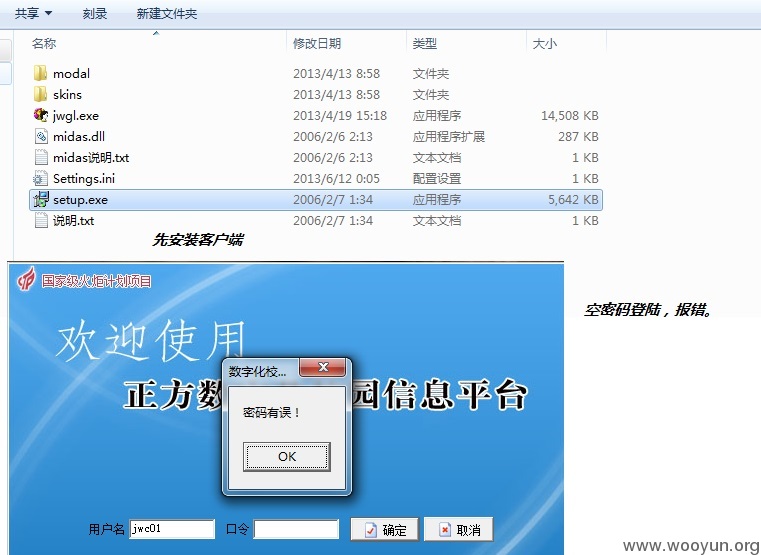 共享 刻录 新建文件夹
名称 修改日期 类型 大小
modal 2013/4/13 8:58 文件夹
skins 2013/4/13 8:58 文件夹
jwgl.exe 2013/4/19 15:18 应用程序 14,508 KB
midas.dll 2006/2/6 2:13 应用程序扩展 287 KB
midas说明.txt 2006/2/6 2:13 文本文档 1 KB
Settings.ini 2013/6/12 0:05 配置设置 1 KB
setup.exe 2006/2/7 1:34 应用程序 5,642 KB
说明.txt 2006/2/7 1:34 文本文档 1 KB
先安装客户端
国家级火炬计划项目
空密码登陆，报错。
欢迎使用
数字化校...
正方数 园信息平台
密码有误！
OK
用户名 jwc01 口令 确定 取消
www.wooyun.org